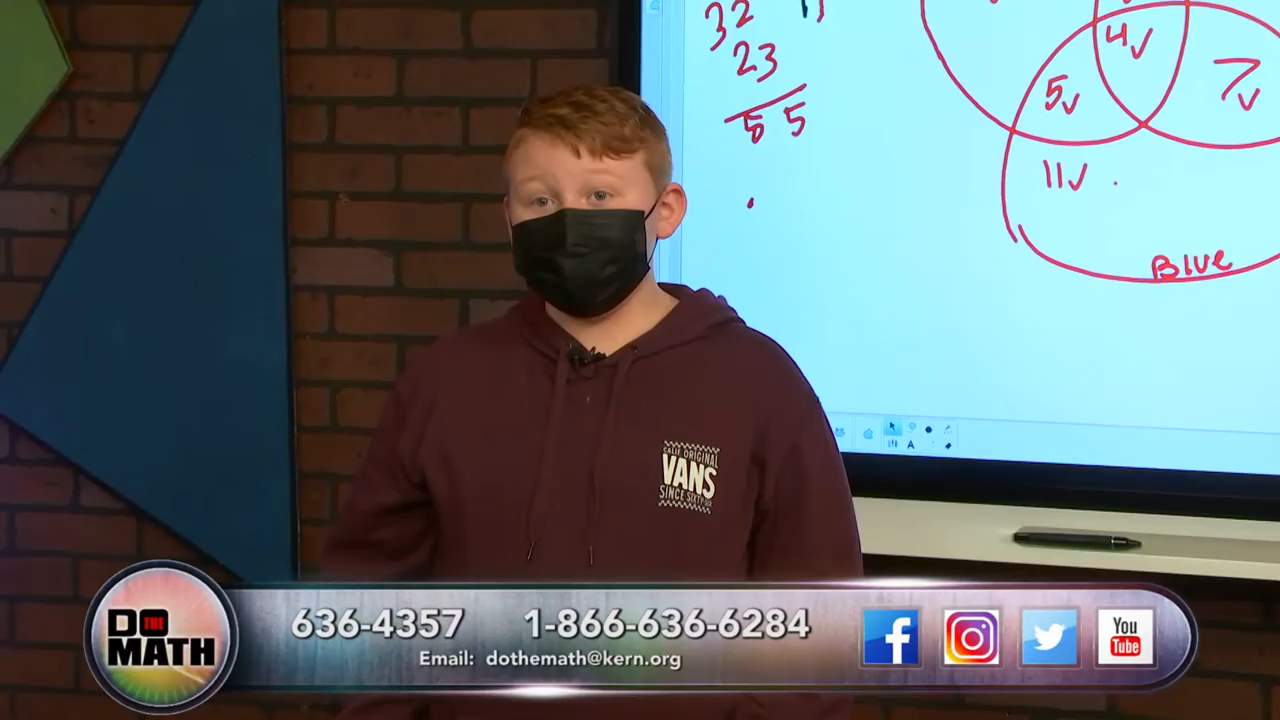 32
23
55
4✓
5✓
7✓
11✓
Blue
CALIF ORIGINAL
VANS
SINCE SIXTY-SIX
A
DO THE MATH
636-4357 1-866-636-6284
Email: dothemath@kern.org
You
Tube